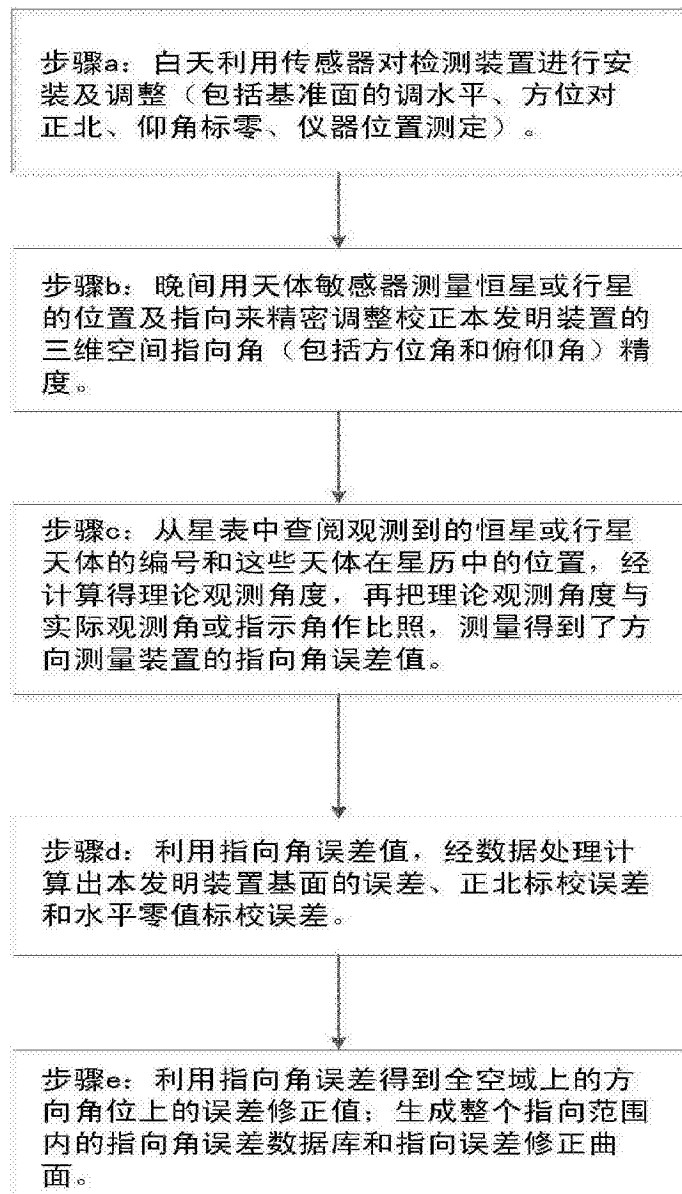 步骤a：白天利用传感器对检测装置进行安
装及调整（包括基准面的调水平、方位对
正北、仰角标零、仪器位置测定）。
步骤b：晚间用天体敏感器测量恒星或行星
的位置及指向来精密调整校正本发明装置的
三维空间指向角（包括方位角和俯仰角）精
度。
步骤c：从星表中查阅观测到的恒星或行星
天体的编号和这些天体在星历中的位置，经
计算得理论观测角度，再把理论观测角度与
实际观测角或指示角作比照，测量得到了方
向测量装置的指向角误差值。
步骤d：利用指向角误差值，经数据处理计
算出本发明装置基面的误差、正北标校误差
和水平零值标校误差。
步骤e：利用指向角误差得到全空域上的方
向角位上的误差修正值；生成整个指向范围
内的指向角误差数据库和指向误差修正曲
面。